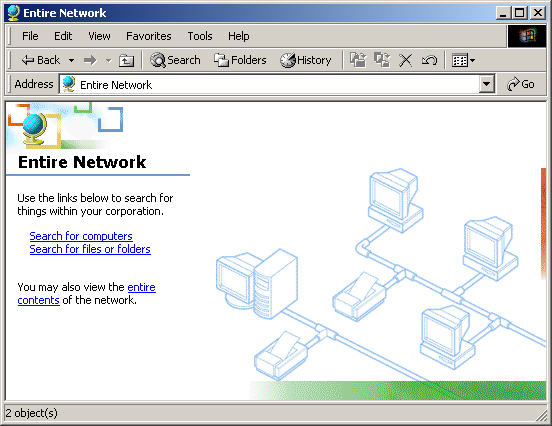 Entire Network
File Edit View Favorites Tools Help
Back Search Folders History
Address Entire Network Go
Entire Network
Use the links below to search for
things within your corporation.
Search for computers
Search for files or folders
You may also view the entire
contents of the network.
2 object(s)